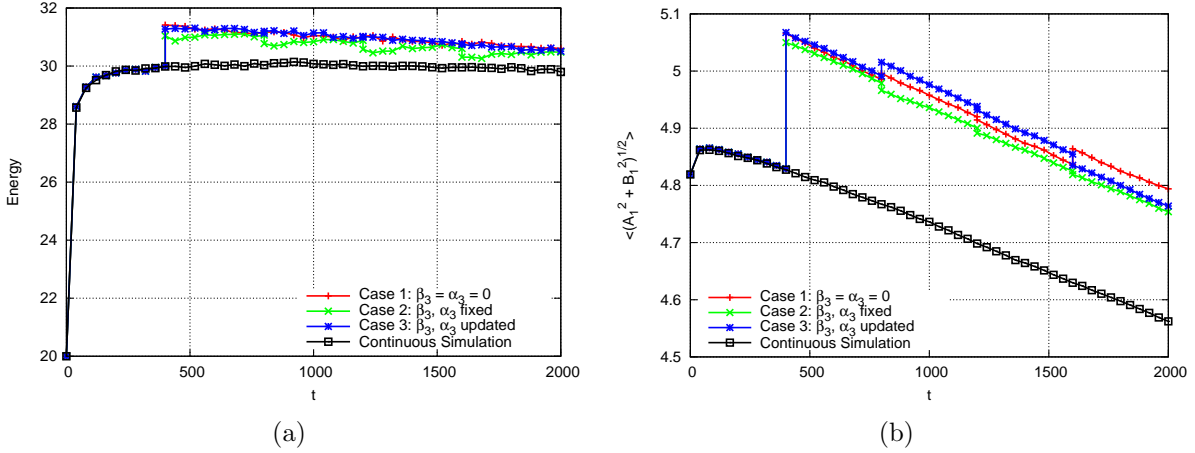 32
30
28
26
24
22
20
Energy
Case 1: β3 = α3 = 0
Case 2: β3, α3 fixed
Case 3: β3, α3 updated
Continuous Simulation
0 500 1000 1500 2000
t
(a)
5.1
5
4.9
4.8
4.7
4.6
4.5
<(A1^2 + B1^2)^1/2>
Case 1: β3 = α3 = 0
Case 2: β3, α3 fixed
Case 3: β3, α3 updated
Continuous Simulation
0 500 1000 1500 2000
t
(b)